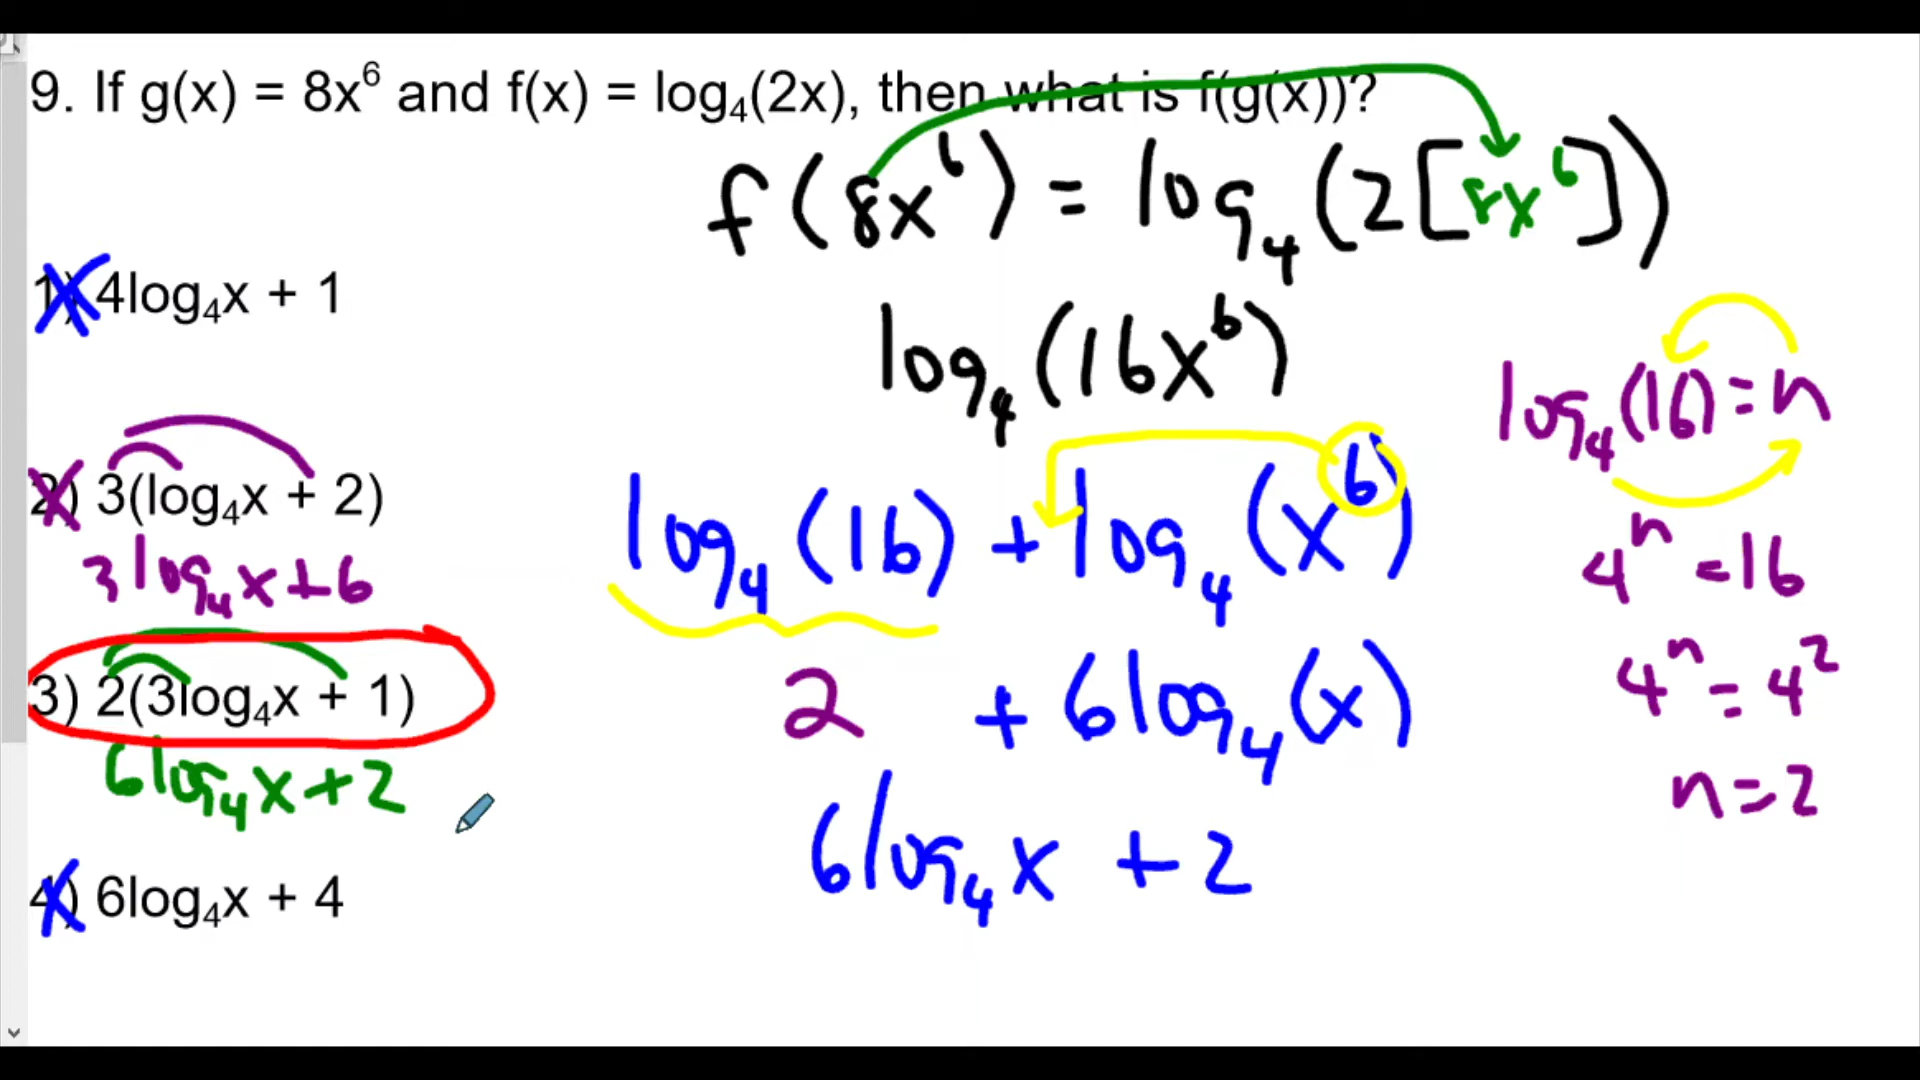 9. If g(x) = 8x⁶ and f(x) = log₄(2x), then what is f(g(x))?
f(8x⁶) = log₄(2[8x⁶])
1) 4log₄x + 1
log₄(16x⁶)
log₄(16) = n
2) 3(log₄x + 2)
log₄(16) + log₄(x⁶)
4ⁿ = 16
3log₄x + 6
3) 2(3log₄x + 1)
2 + 6log₄(x)
4ⁿ = 4²
6log₄x + 2
n = 2
4) 6log₄x + 4
6log₄x + 2